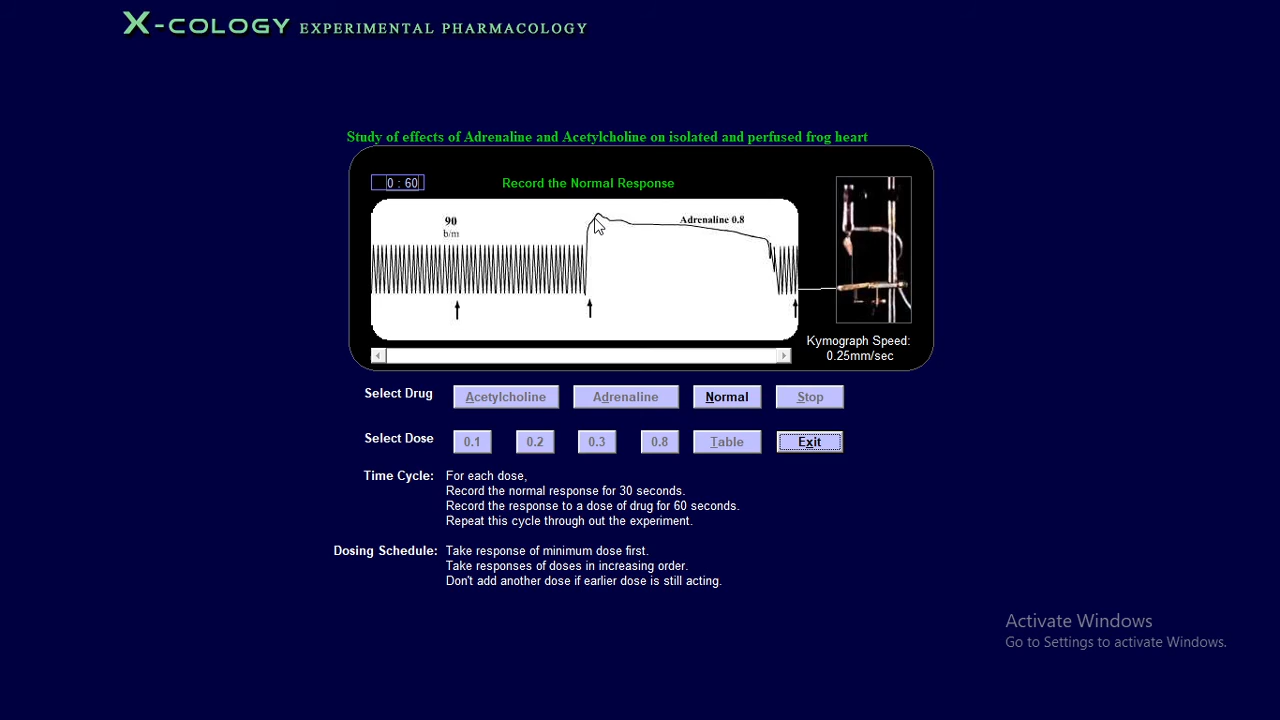 X-COLOGY EXPERIMENTAL PHARMACOLOGY
Study of effects of Adrenaline and Acetylcholine on isolated and perfused frog heart
0 : 60
Record the Normal Response
90
b/m
Adrenaline 0.8
Kymograph Speed:
0.25mm/sec
Select Drug Acetylcholine Adrenaline Normal Stop
Select Dose 0.1 0.2 0.3 0.8 Table Exit
Time Cycle: For each dose,
Record the normal response for 30 seconds.
Record the response to a dose of drug for 60 seconds.
Repeat this cycle through out the experiment.
Dosing Schedule: Take response of minimum dose first.
Take responses of doses in increasing order.
Don't add another dose if earlier dose is still acting.
Activate Windows
Go to Settings to activate Windows.